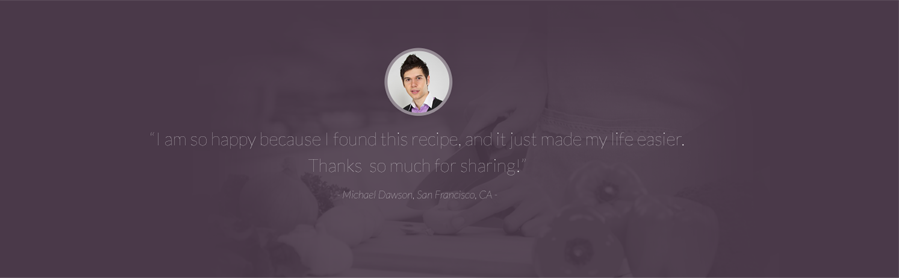 “I am so happy because I found this recipe, and it just made my life easier.
Thanks so much for sharing!”
- Michael Dawson, San Francisco, CA -